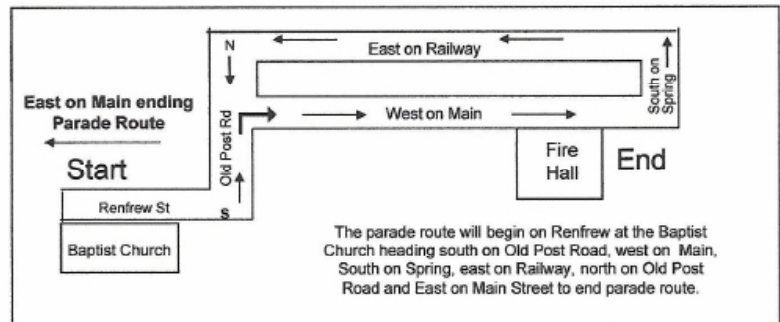 N
East on Railway
South on
Spring
East on Main ending
Parade Route
Old Post Rd
West on Main
Start
Fire
Hall
End
Renfrew St
S
Baptist Church
The parade route will begin on Renfrew at the Baptist
Church heading south on Old Post Road, west on Main,
South on Spring, east on Railway, north on Old Post
Road and East on Main Street to end parade route.